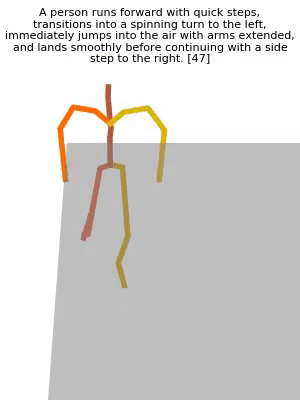 A person runs forward with quick steps,
transitions into a spinning turn to the left,
immediately jumps into the air with arms extended,
and lands smoothly before continuing with a side
step to the right. [47]